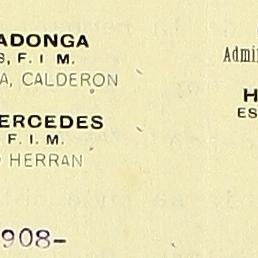 ADONGA
S, F. I M.
A, CALDERON
ERCEDES
F. I. M.
HERRAN
908-
Admi
H
ES